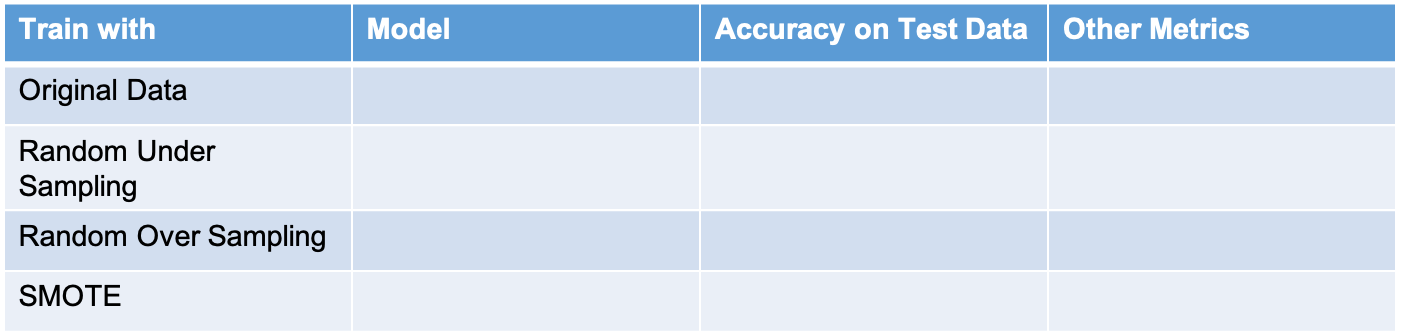 Train with
Model
Accuracy on Test Data
Other Metrics
Original Data
Random Under
Sampling
Random Over Sampling
SMOTE